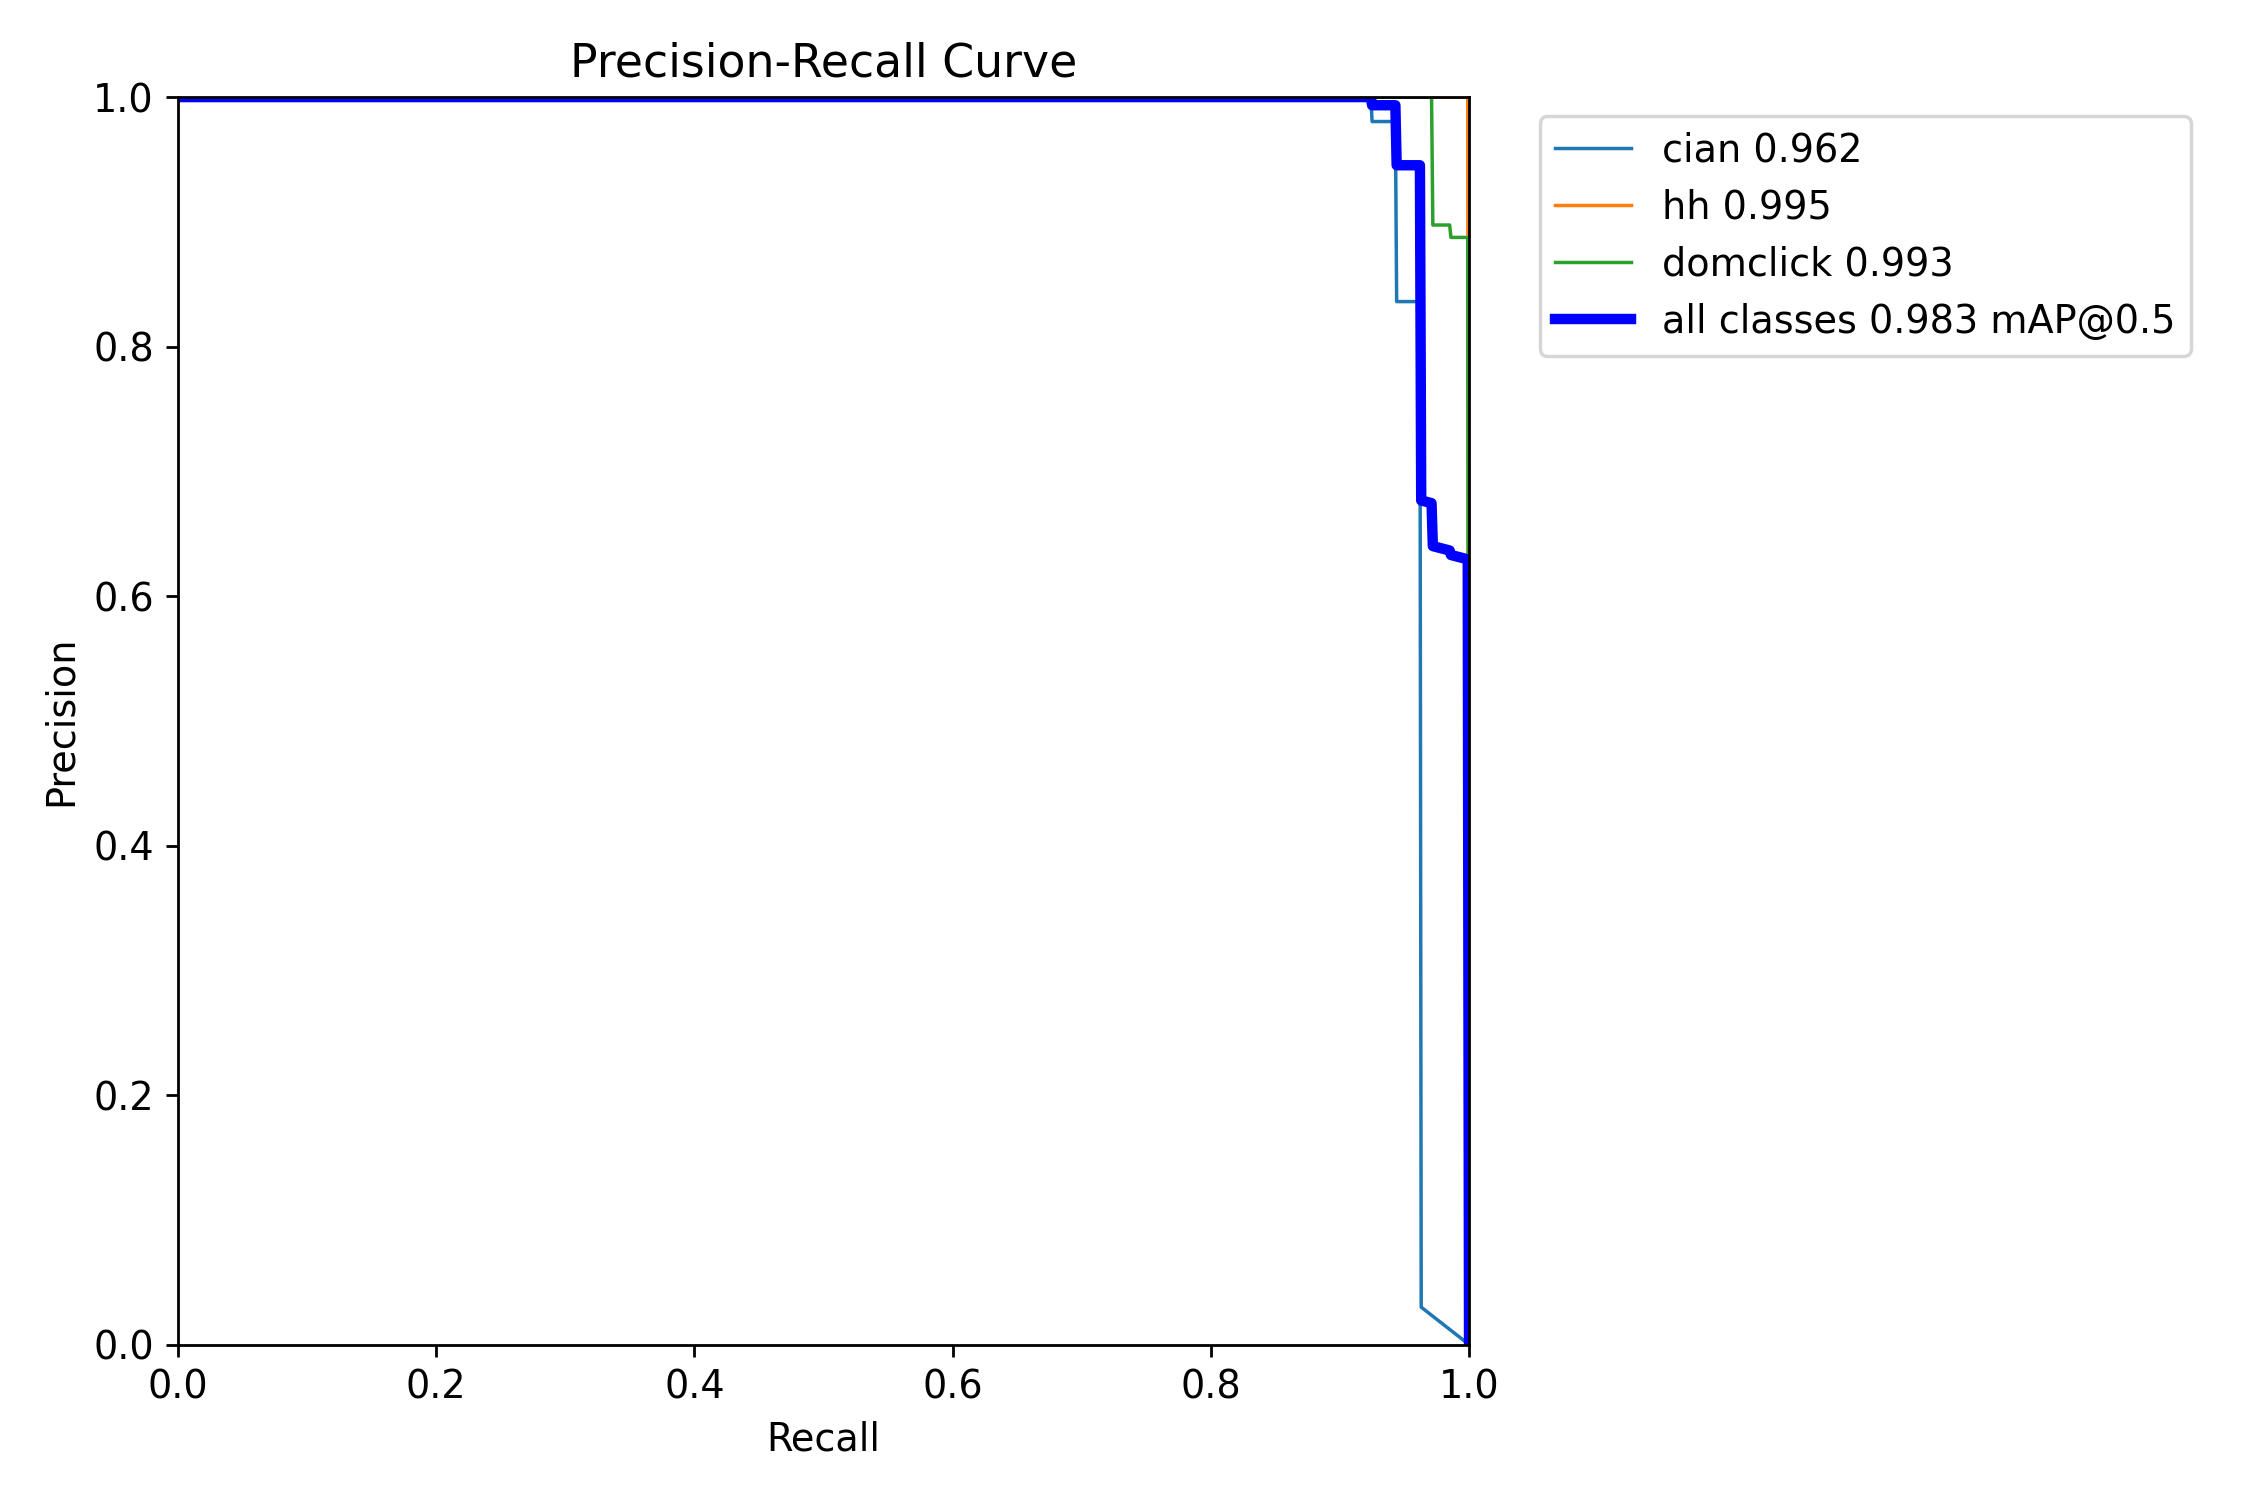 Precision-Recall Curve
1.0
0.8
0.6
0.4
0.2
0.0
Precision
0.0 0.2 0.4 0.6 0.8 1.0
Recall
cian 0.962
hh 0.995
domclick 0.993
all classes 0.983 mAP@0.5